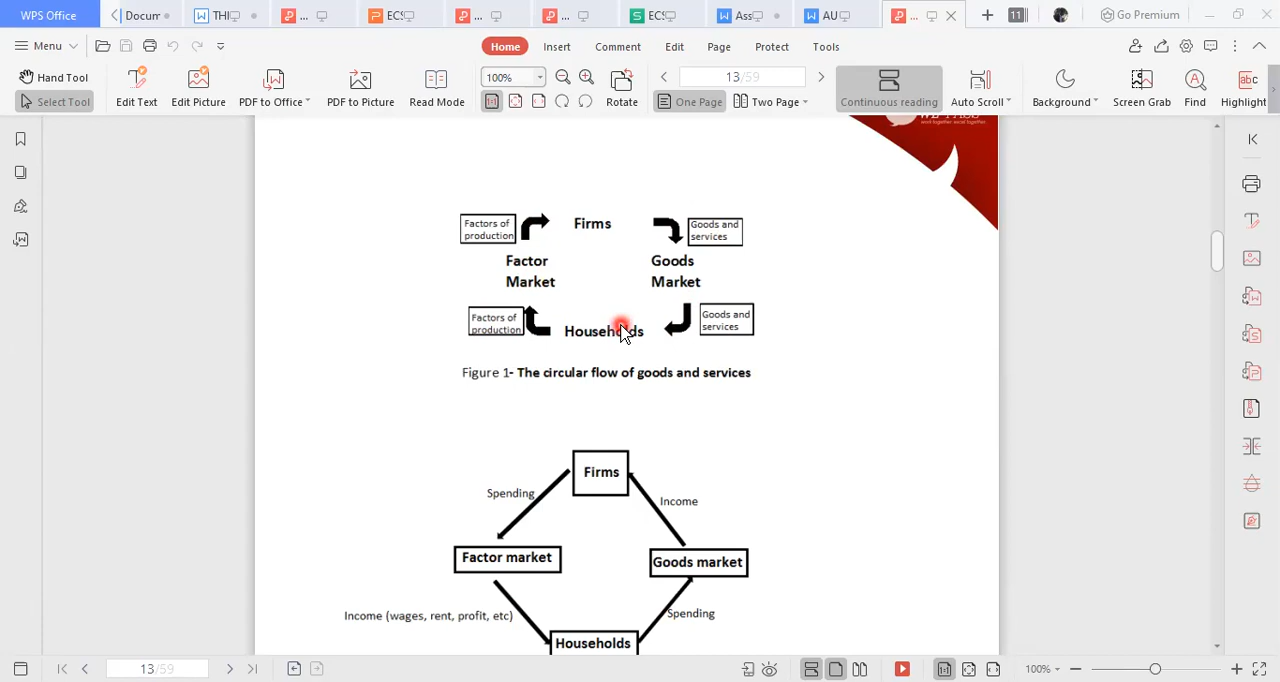 WPS Office
Docum
THI
...
ECS
...
...
ECS
Ass
AU
...
11
Go Premium
Menu
Home
Insert
Comment
Edit
Page
Protect
Tools
Hand Tool
Select Tool
Edit Text
Edit Picture
PDF to Office
PDF to Picture
Read Mode
100%
Rotate
13/59
One Page
Two Page
Continuous reading
Auto Scroll
Background
Screen Grab
Find
Highlight
Factors of
production
Firms
Goods and
services
Factor
Market
Goods
Market
Factors of
production
Households
Goods and
services
Figure 1- The circular flow of goods and services
Firms
Spending
Income
Factor market
Goods market
Income (wages, rent, profit, etc)
Spending
Households
13/59
100%